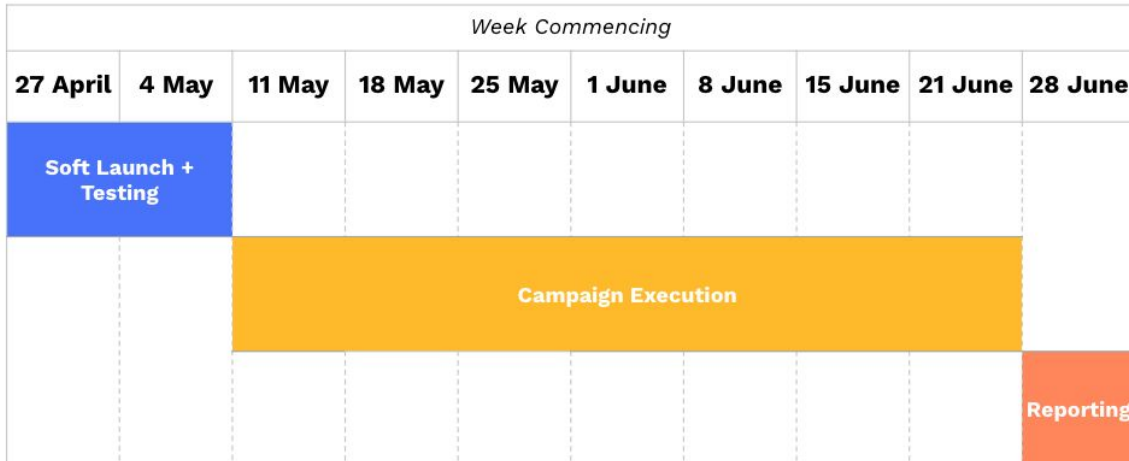 Week Commencing
27 April 4 May 11 May 18 May 25 May 1 June 8 June 15 June 21 June 28 June
Soft Launch +
Testing
Campaign Execution
Reporting